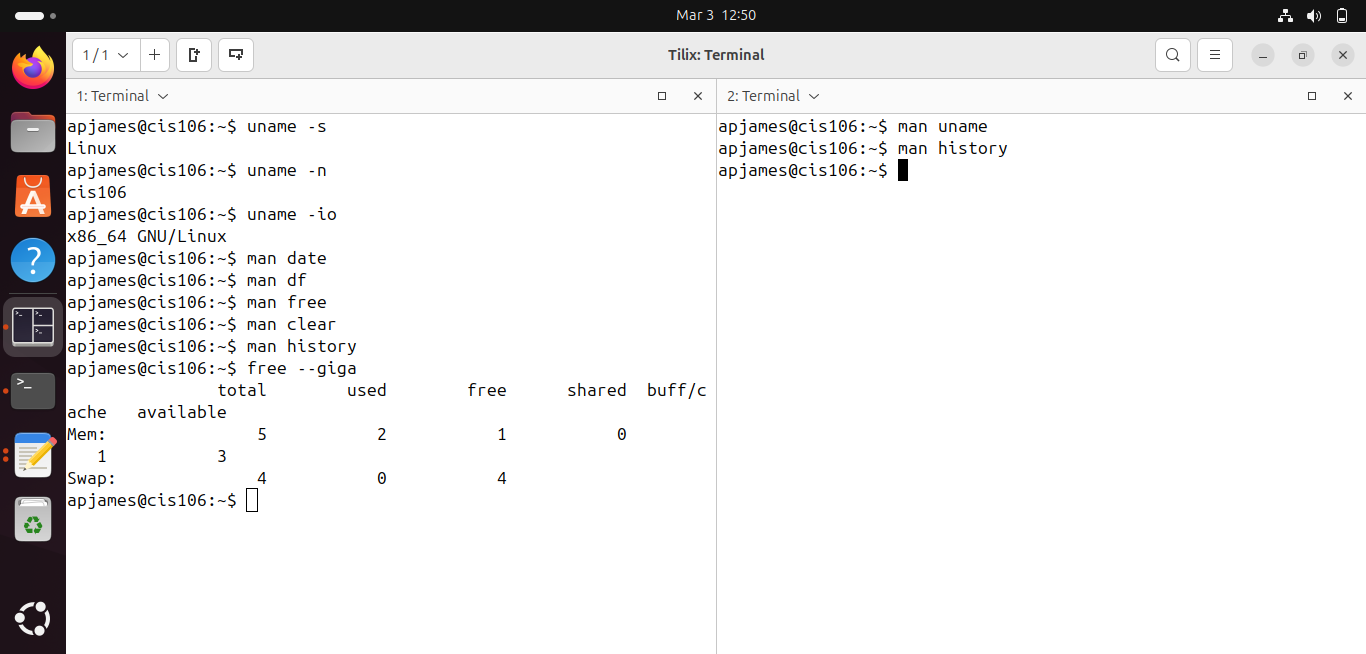 Mar 3 12:50
1 / 1
Tilix: Terminal
1: Terminal
apjames@cis106:~$ uname -s
Linux
apjames@cis106:~$ uname -n
cis106
apjames@cis106:~$ uname -io
x86_64 GNU/Linux
apjames@cis106:~$ man date
apjames@cis106:~$ man df
apjames@cis106:~$ man free
apjames@cis106:~$ man clear
apjames@cis106:~$ man history
apjames@cis106:~$ free --giga
               total        used        free      shared  buff/c
ache   available
Mem:               5           2           1           0
   1           3
Swap:              4           0           4
apjames@cis106:~$
2: Terminal
apjames@cis106:~$ man uname
apjames@cis106:~$ man history
apjames@cis106:~$